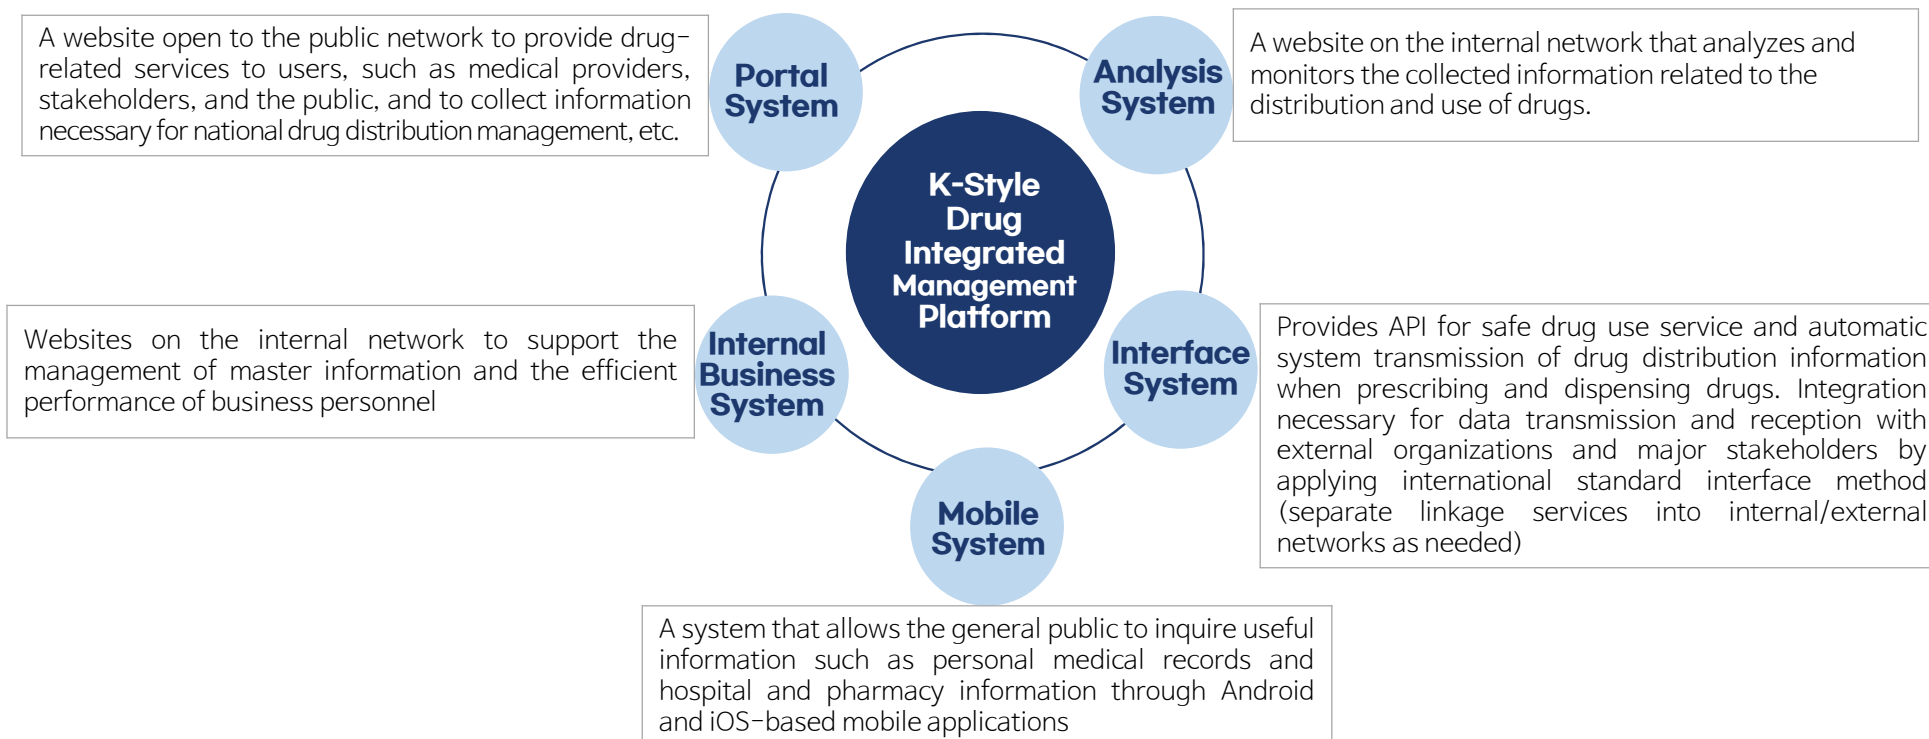 A website open to the public network to provide drug-
related services to users, such as medical providers,
stakeholders, and the public, and to collect information
necessary for national drug distribution management, etc.
Portal
System
Analysis
System
A website on the internal network that analyzes and
monitors the collected information related to the
distribution and use of drugs.
K-Style
Drug
Integrated
Management
Platform
Websites on the internal network to support the
management of master information and the efficient
performance of business personnel
Internal
Business
System
Interface
System
Provides API for safe drug use service and automatic
system transmission of drug distribution information
when prescribing and dispensing drugs. Integration
necessary for data transmission and reception with
external organizations and major stakeholders by
applying international standard interface method
(separate linkage services into internal/external
networks as needed)
Mobile
System
A system that allows the general public to inquire useful
information such as personal medical records and
hospital and pharmacy information through Android
and iOS-based mobile applications